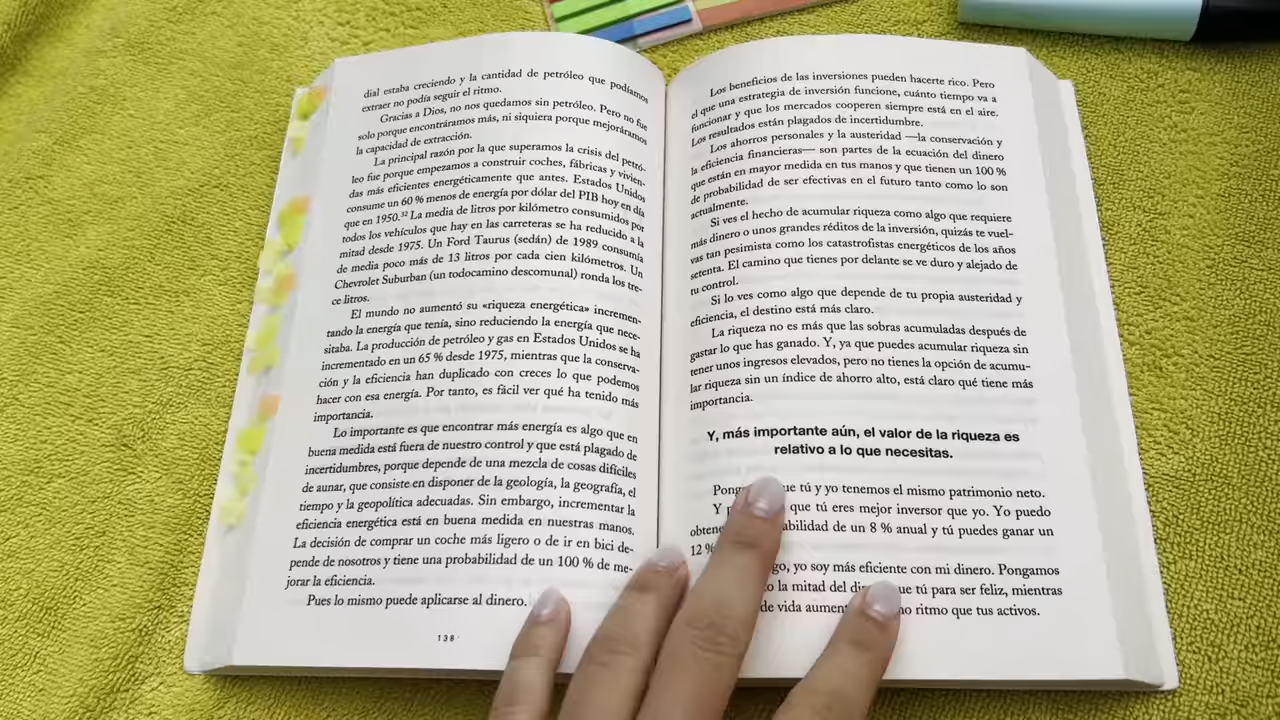 dial estaba creciendo y la cantidad de petróleo que podíamos
extraer no podía seguir el ritmo.
Gracias a Dios, no nos quedamos sin petróleo. Pero no fue
solo porque encontráramos más, ni siquiera porque mejoráramos
la capacidad de extracción.
La principal razón por la que superamos la crisis del petró-
leo fue porque empezamos a construir coches, fábricas y vivien-
das más eficientes energéticamente que antes. Estados Unidos
consume un 60 % menos de energía por dólar del PIB hoy en día
que en 1950.³² La media de litros por kilómetro consumidos por
todos los vehículos que hay en las carreteras se ha reducido a la
mitad desde 1975. Un Ford Taurus (sedán) de 1989 consumía
de media poco más de 13 litros por cada cien kilómetros. Un
Chevrolet Suburban (un todocamino descomunal) ronda los tre-
ce litros.
El mundo no aumentó su «riqueza energética» incremen-
tando la energía que tenía, sino reduciendo la energía que nece-
sitaba. La producción de petróleo y gas en Estados Unidos se ha
incrementado en un 65 % desde 1975, mientras que la conserva-
ción y la eficiencia han duplicado con creces lo que podemos
hacer con esa energía. Por tanto, es fácil ver qué ha tenido más
importancia.
Lo importante es que encontrar más energía es algo que en
buena medida está fuera de nuestro control y que está plagado de
incertidumbres, porque depende de una mezcla de cosas difíciles
de aunar, que consiste en disponer de la geología, la geografía, el
tiempo y la geopolítica adecuadas. Sin embargo, incrementar la
eficiencia energética está en buena medida en nuestras manos.
La decisión de comprar un coche más ligero o de ir en bici de-
pende de nosotros y tiene una probabilidad de un 100 % de me-
jorar la eficiencia.
Pues lo mismo puede aplicarse al dinero.
138
Los beneficios de las inversiones pueden hacerte rico. Pero
el que una estrategia de inversión funcione, cuánto tiempo va a
funcionar y que los mercados cooperen siempre está en el aire.
Los resultados están plagados de incertidumbre.
Los ahorros personales y la austeridad —la conservación y
la eficiencia financieras— son partes de la ecuación del dinero
que están en mayor medida en tus manos y que tienen un 100 %
de probabilidad de ser efectivas en el futuro tanto como lo son
actualmente.
Si ves el hecho de acumular riqueza como algo que requiere
más dinero o unos grandes réditos de la inversión, quizás te vuel-
vas tan pesimista como los catastrofistas energéticos de los años
setenta. El camino que tienes por delante se ve duro y alejado de
tu control.
Si lo ves como algo que depende de tu propia austeridad y
eficiencia, el destino está más claro.
La riqueza no es más que las sobras acumuladas después de
gastar lo que has ganado. Y, ya que puedes acumular riqueza sin
tener unos ingresos elevados, pero no tienes la opción de acumu-
lar riqueza sin un índice de ahorro alto, está claro qué tiene más
importancia.
Y, más importante aún, el valor de la riqueza es
relativo a lo que necesitas.
tú y yo tenemos el mismo patrimonio neto.
Y que tú eres mejor inversor que yo. Yo puedo
de un 8 % anual y tú puedes ganar un
12 %
yo soy más eficiente con mi dinero. Pongamos
la mitad del que tú para ser feliz, mientras
de vida ritmo que tus activos.